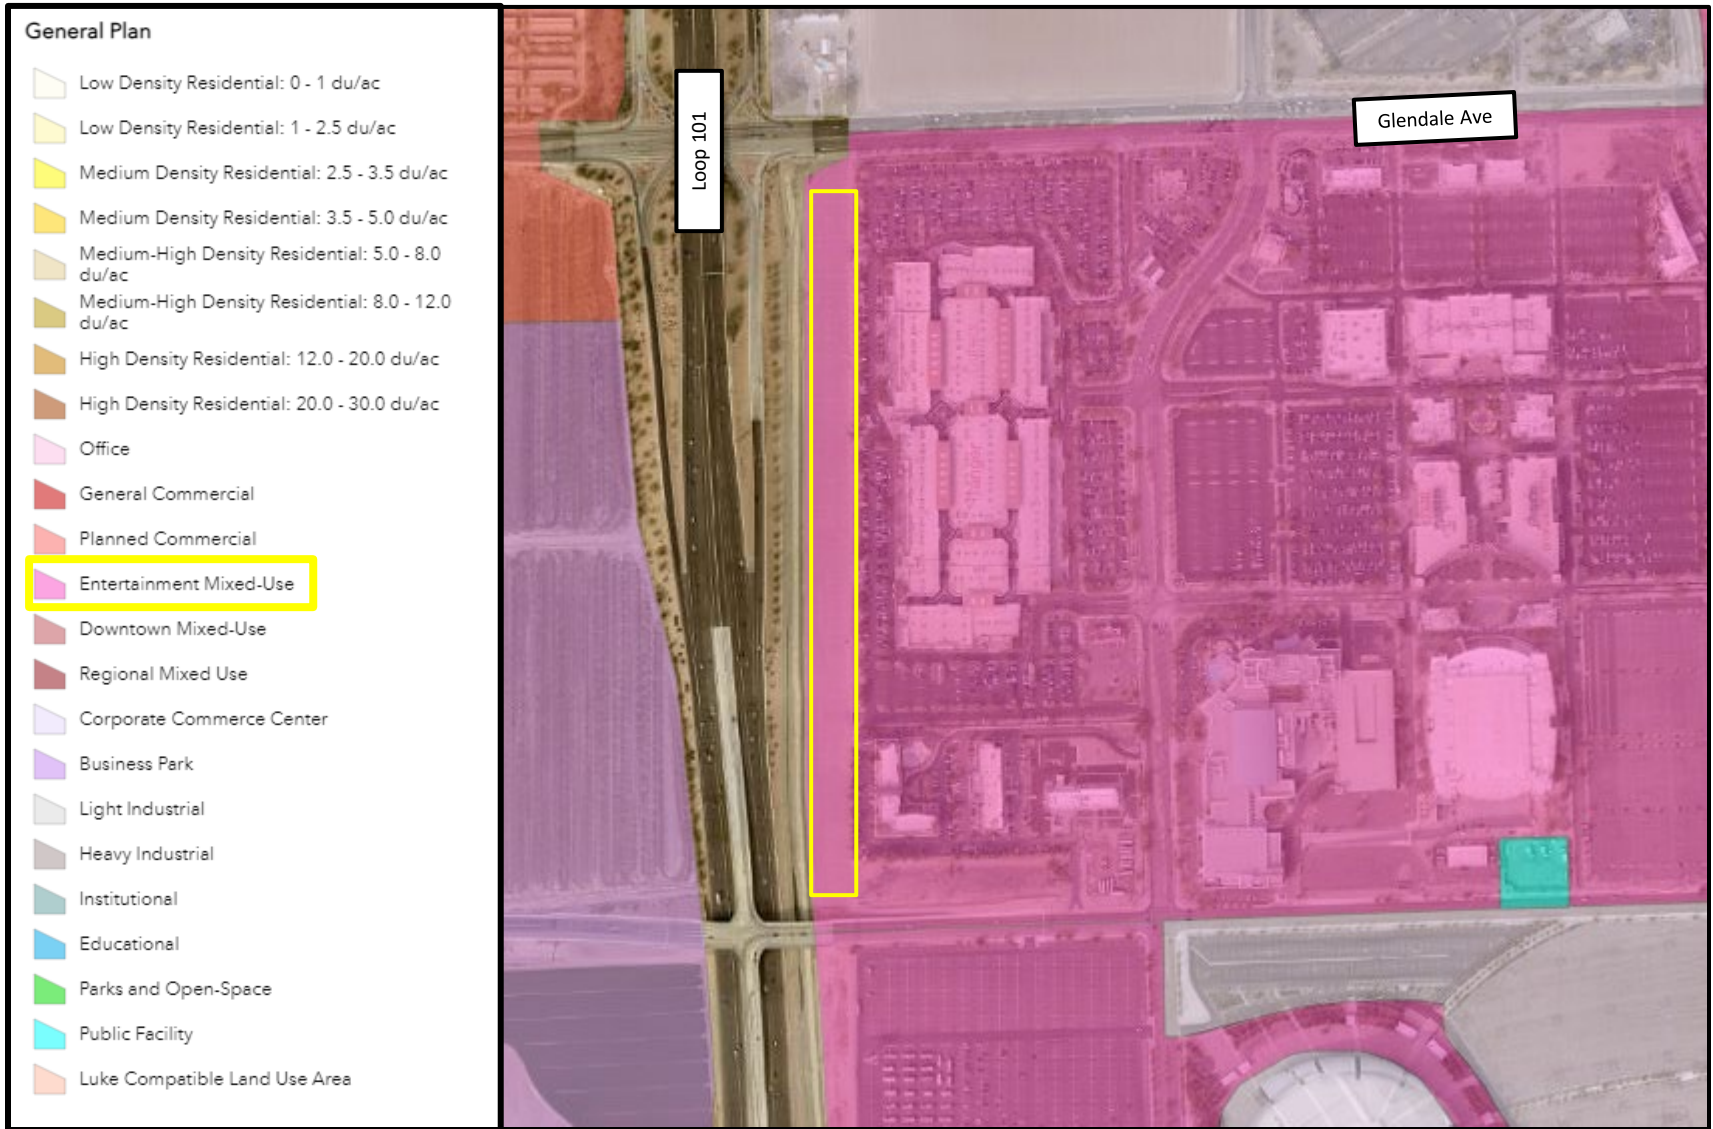 General Plan
Low Density Residential: 0 - 1 du/ac
Low Density Residential: 1 - 2.5 du/ac
Medium Density Residential: 2.5 - 3.5 du/ac
Medium Density Residential: 3.5 - 5.0 du/ac
Medium-High Density Residential: 5.0 - 8.0
du/ac
Medium-High Density Residential: 8.0 - 12.0
du/ac
High Density Residential: 12.0 - 20.0 du/ac
High Density Residential: 20.0 - 30.0 du/ac
Office
General Commercial
Planned Commercial
Entertainment Mixed-Use
Downtown Mixed-Use
Regional Mixed Use
Corporate Commerce Center
Business Park
Light Industrial
Heavy Industrial
Institutional
Educational
Parks and Open-Space
Public Facility
Luke Compatible Land Use Area
Loop 101
Glendale Ave